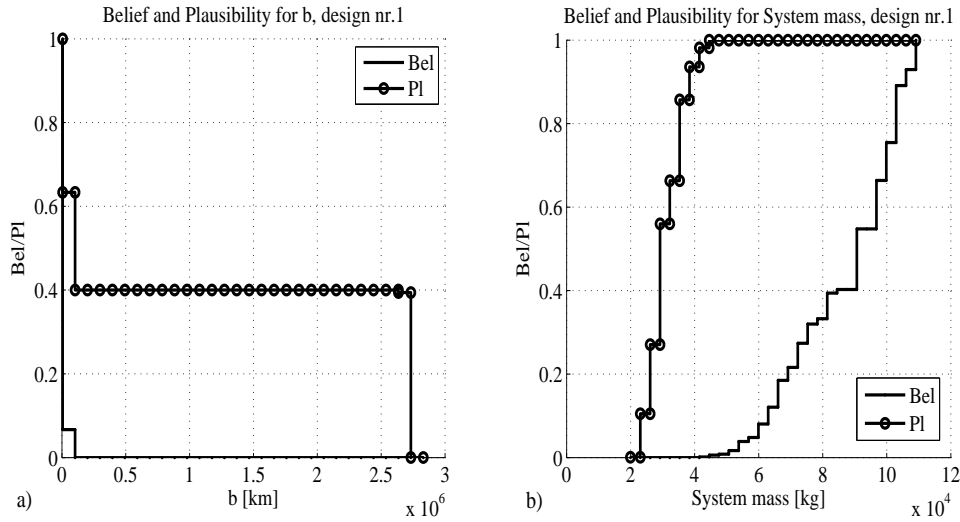 Belief and Plausibility for b, design nr.1
Bel/Pl
1
0.8
0.6
0.4
0.2
0
0 0.5 1 1.5 2 2.5 3
b [km]
x 10^6
Bel
Pl
a)
Belief and Plausibility for System mass, design nr.1
Bel/Pl
1
0.8
0.6
0.4
0.2
0
0 2 4 6 8 10 12
System mass [kg]
x 10^4
Bel
Pl
b)